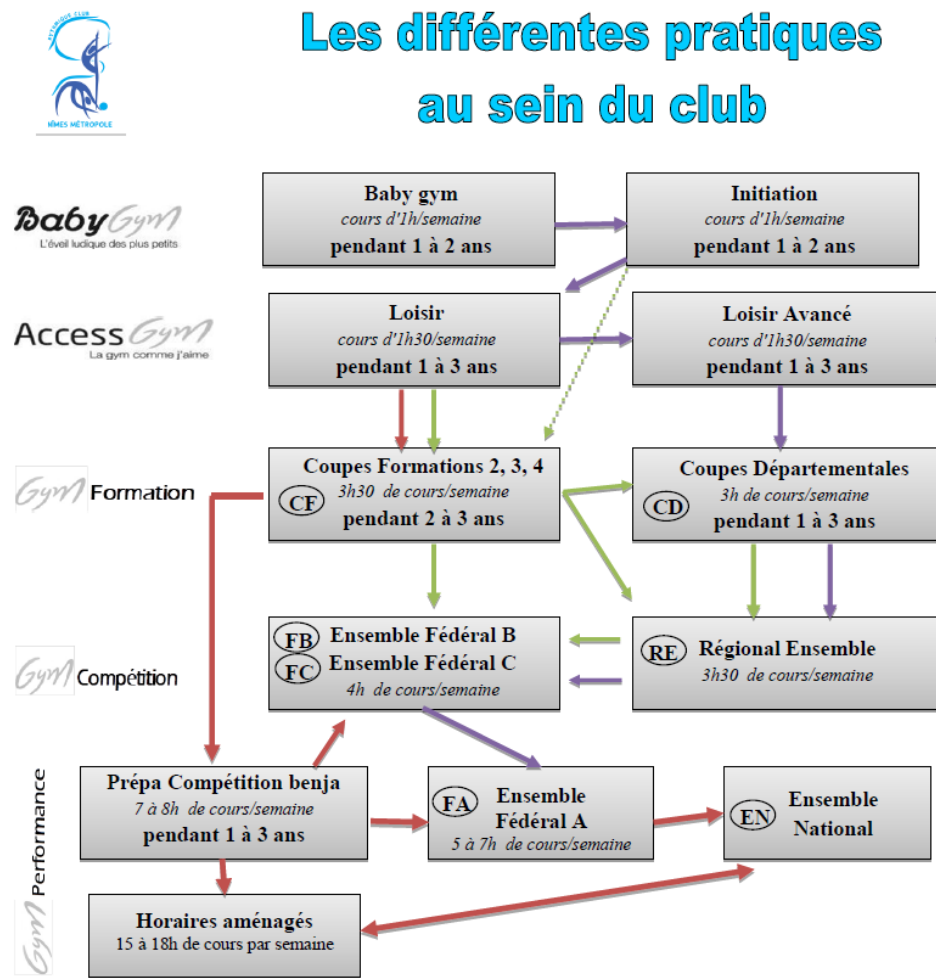 RYTHMIQUE CLUB
NÎMES MÉTROPOLE
Les différentes pratiques
au sein du club
BabyGym
L'éveil ludique des plus petits
Baby gym
cours d'1h/semaine
pendant 1 à 2 ans
Initiation
cours d'1h/semaine
pendant 1 à 2 ans
Access Gym
La gym comme j'aime
Loisir
cours d'1h30/semaine
pendant 1 à 3 ans
Loisir Avancé
cours d'1h30/semaine
pendant 1 à 3 ans
Gym Formation
Coupes Formations 2, 3, 4
CF
3h30 de cours/semaine
pendant 2 à 3 ans
Coupes Départementales
CD
3h de cours/semaine
pendant 1 à 3 ans
Gym Compétition
FB Ensemble Fédéral B
FC Ensemble Fédéral C
4h de cours/semaine
RE Régional Ensemble
3h30 de cours/semaine
Gym Performance
Prépa Compétition benja
7 à 8h de cours/semaine
pendant 1 à 3 ans
FA Ensemble
Fédéral A
5 à 7h de cours/semaine
EN Ensemble
National
Horaires aménagés
15 à 18h de cours par semaine